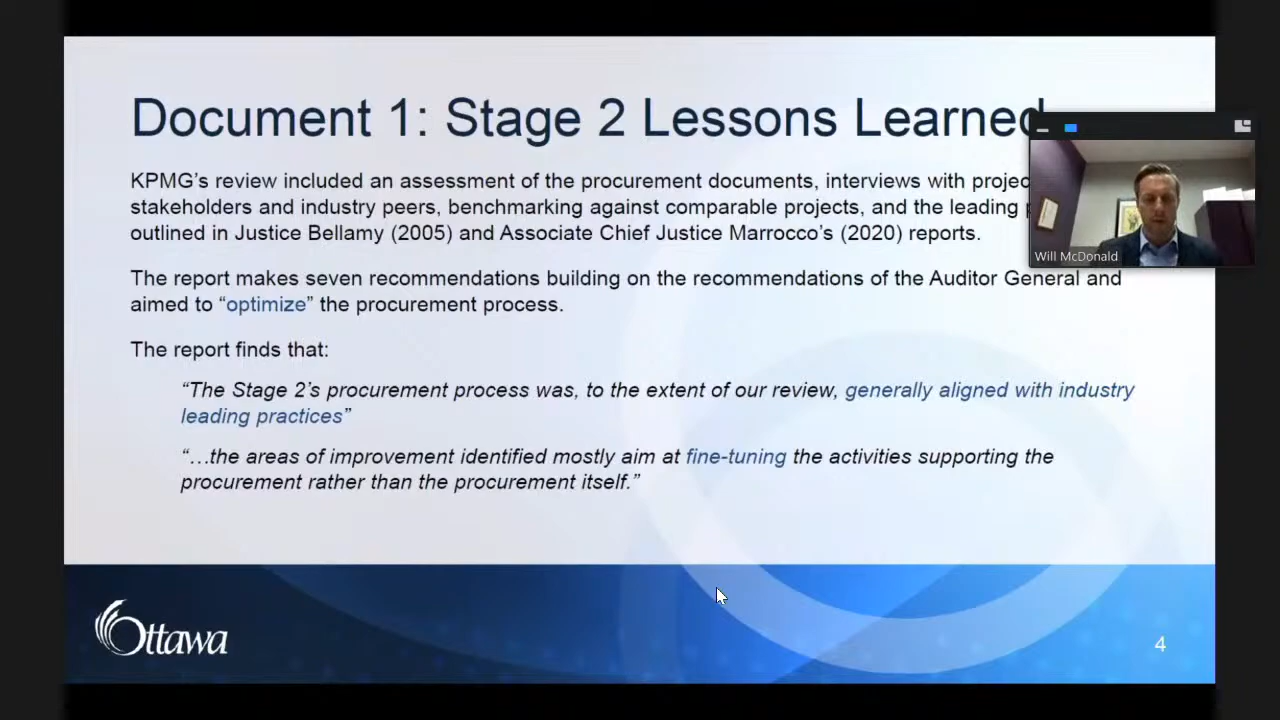 Document 1: Stage 2 Lessons Learned
KPMG's review included an assessment of the procurement documents, interviews with
stakeholders and industry peers, benchmarking against comparable projects, and the leading
outlined in Justice Bellamy (2005) and Associate Chief Justice Marrocco's (2020) reports.
Will McDonald
The report makes seven recommendations building on the recommendations of the Auditor General and
aimed to “optimize” the procurement process.
The report finds that:
“The Stage 2's procurement process was, to the extent of our review, generally aligned with industry
leading practices”
“…the areas of improvement identified mostly aim at fine-tuning the activities supporting the
procurement rather than the procurement itself.”
Ottawa
4